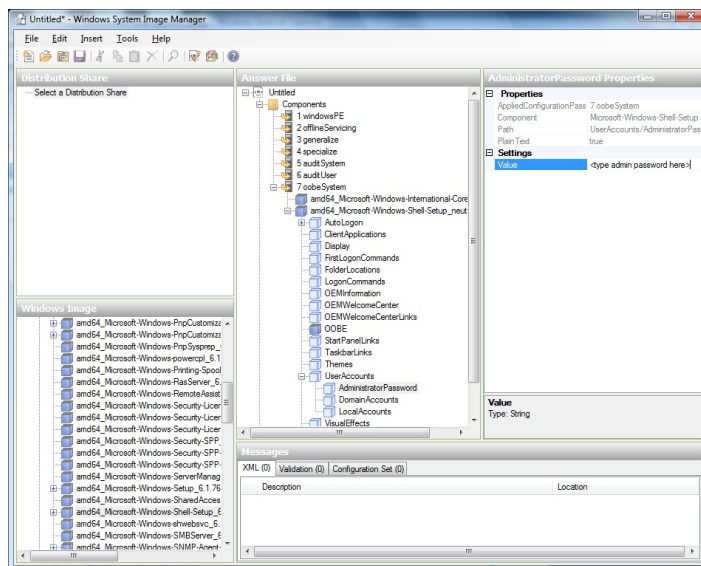 Untitled* - Windows System Image Manager
File Edit Insert Tools Help
Distribution Share
Select a Distribution Share
Windows Image
amd64_Microsoft-Windows-PnpCustomiza
amd64_Microsoft-Windows-PnpCustomiza
amd64_Microsoft-Windows-PnpSysprep_
amd64_Microsoft-Windows-powercpl_6.1
amd64_Microsoft-Windows-Printing-Spool
amd64_Microsoft-Windows-RasServer_6.
amd64_Microsoft-Windows-RemoteAssist
amd64_Microsoft-Windows-Security-Licer
amd64_Microsoft-Windows-Security-Licer
amd64_Microsoft-Windows-Security-Licer
amd64_Microsoft-Windows-Security-SPP_
amd64_Microsoft-Windows-Security-SPP-
amd64_Microsoft-Windows-Security-SPP-
amd64_Microsoft-Windows-ServerManag
amd64_Microsoft-Windows-Setup_6.1.76
amd64_Microsoft-Windows-SharedAcces
amd64_Microsoft-Windows-Shell-Setup_6
amd64_Microsoft-Windows-shwebsvc_6.
amd64_Microsoft-Windows-SMBServer_6
amd64_Microsoft-Windows-SNMP-Agent-
Answer File
Untitled
Components
1 windowsPE
2 offlineServicing
3 generalize
4 specialize
5 auditSystem
6 auditUser
7 oobeSystem
amd64_Microsoft-Windows-International-Core
amd64_Microsoft-Windows-Shell-Setup_neut
AutoLogon
ClientApplications
Display
FirstLogonCommands
FolderLocations
LogonCommands
OEMInformation
OEMWelcomeCenter
OEMWelcomeCenterLinks
OOBE
StartPanelLinks
TaskbarLinks
Themes
UserAccounts
AdministratorPassword
DomainAccounts
LocalAccounts
VisualEffects
AdministratorPassword Properties
Properties
AppliedConfigurationPass 7 oobeSystem
Component Microsoft-Windows-Shell-Setup
Path UserAccounts/AdministratorPas
PlainText true
Settings
Value <type admin password here>
Value
Type: String
Messages
XML (0) Validation (0) Configuration Set (0)
Description Location